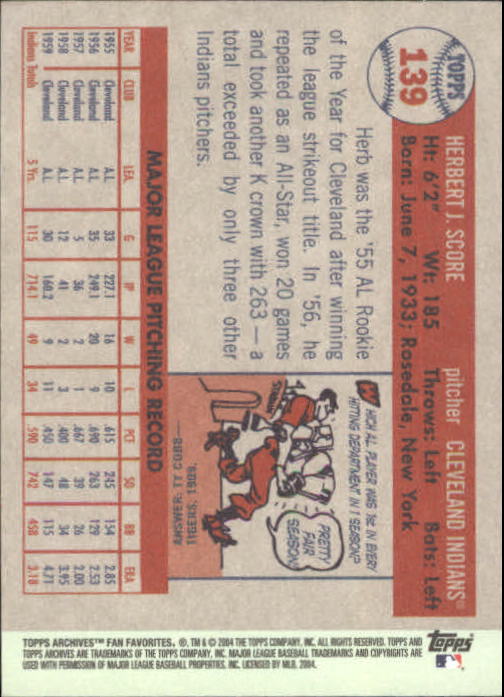 TOPPS
139
HERBERT J. SCORE pitcher CLEVELAND INDIANS®
Ht: 6'2" Wt: 185 Throws: Left Bats: Left
Born: June 7, 1933; Rosedale, New York
Herb was the '55 AL Rookie
of the Year for Cleveland after winning
the league strikeout title. In '56, he
repeated as an All-Star, won 20 games
and took another K crown with 263 — a
total exceeded by only three other
Indians pitchers.
WHICH A.L. PLAYER WAS 1st IN EVERY
HITTING DEPARTMENT IN 1 SEASON?
PRETTY
FAIR
SEASON!
ANSWER: TY COBB —
TIGERS: 1909.
MAJOR LEAGUE PITCHING RECORD
YEAR CLUB LEA. G IP W L PCT SO BB ERA
1955 Cleveland A.L. 33 227.1 16 10 .615 245 154 2.85
1956 Cleveland A.L. 35 249.1 20 9 .690 263 129 2.53
1957 Cleveland A.L. 5 36 2 1 .667 39 26 2.00
1958 Cleveland A.L. 12 41 2 3 .400 48 34 3.95
1959 Cleveland A.L. 30 160.2 9 11 .450 147 115 4.71
Indians Totals 5 Yrs. 115 714.1 49 34 .590 742 458 3.18
TOPPS ARCHIVES™ FAN FAVORITES. ®, TM & © 2004 THE TOPPS COMPANY, INC. ALL RIGHTS RESERVED. TOPPS AND
TOPPS ARCHIVES ARE TRADEMARKS OF THE TOPPS COMPANY, INC. MAJOR LEAGUE BASEBALL TRADEMARKS AND COPYRIGHTS ARE
USED WITH PERMISSION OF MAJOR LEAGUE BASEBALL PROPERTIES, INC. LICENSED BY MLB, 2004.
Topps